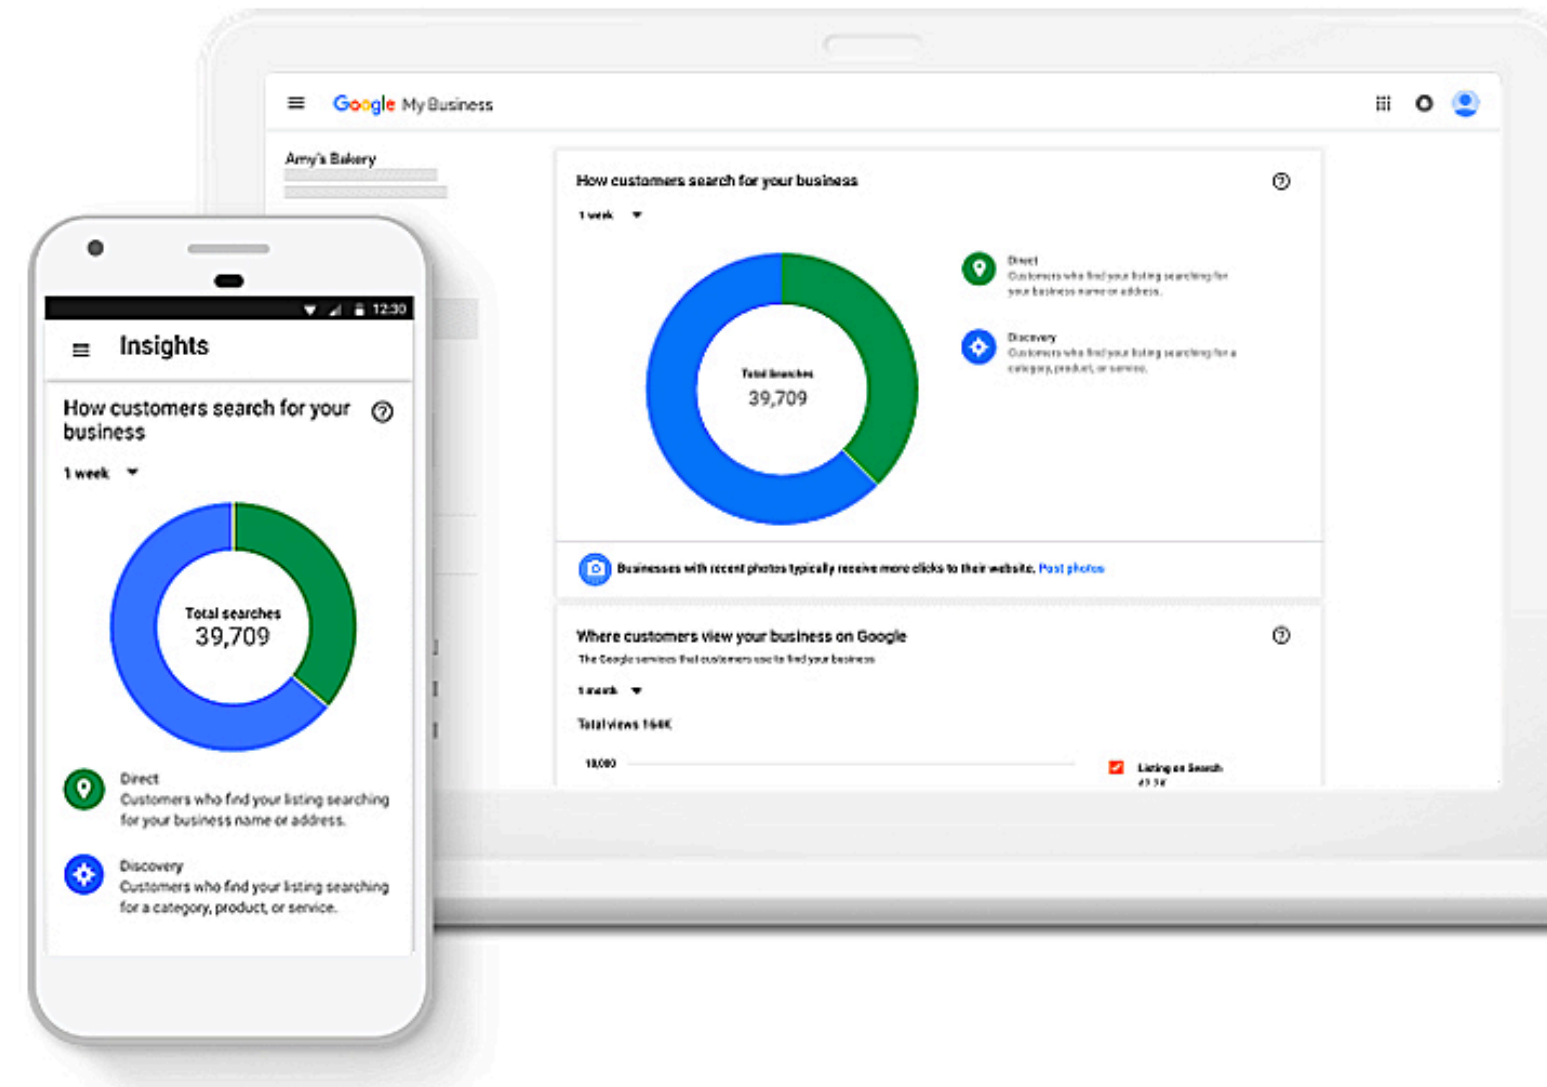 Google My Business
Amy's Bakery
How customers search for your business
1 week
Direct
Customers who find your listing searching for
your business name or address.
Discovery
Customers who find your listing searching for a
category, product, or service.
Total Searches
39,709
Businesses with recent photos typically receive more clicks to their website. Post photos
Where customers view your business on Google
The Google services that customers use to find your business
1 month
Total views 164K
10,000
Listing on Search
12:30
Insights
How customers search for your
business
1 week
Total searches
39,709
Direct
Customers who find your listing searching
for your business name or address.
Discovery
Customers who find your listing searching
for a category, product, or service.